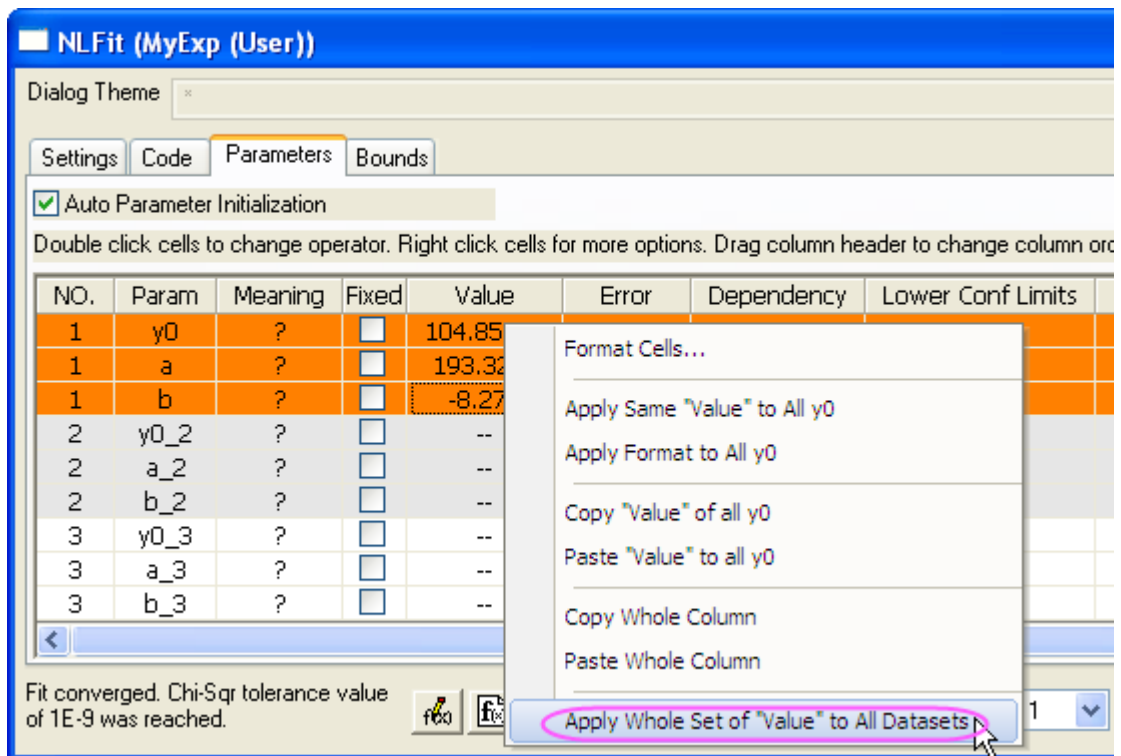 NLFit (MyExp (User))
Dialog Theme *
Settings Code Parameters Bounds
Auto Parameter Initialization
Double click cells to change operator. Right click cells for more options. Drag column header to change column orc
NO. Param Meaning Fixed Value Error Dependency Lower Conf Limits
1 y0 ? 104.85
1 a ? 193.32
1 b ? -8.27
2 y0_2 ? --
2 a_2 ? --
2 b_2 ? --
3 y0_3 ? --
3 a_3 ? --
3 b_3 ? --
Format Cells...
Apply Same "Value" to All y0
Apply Format to All y0
Copy "Value" of all y0
Paste "Value" to all y0
Copy Whole Column
Paste Whole Column
Apply Whole Set of "Value" to All Datasets
Fit converged. Chi-Sqr tolerance value
of 1E-9 was reached.
f(x)
1